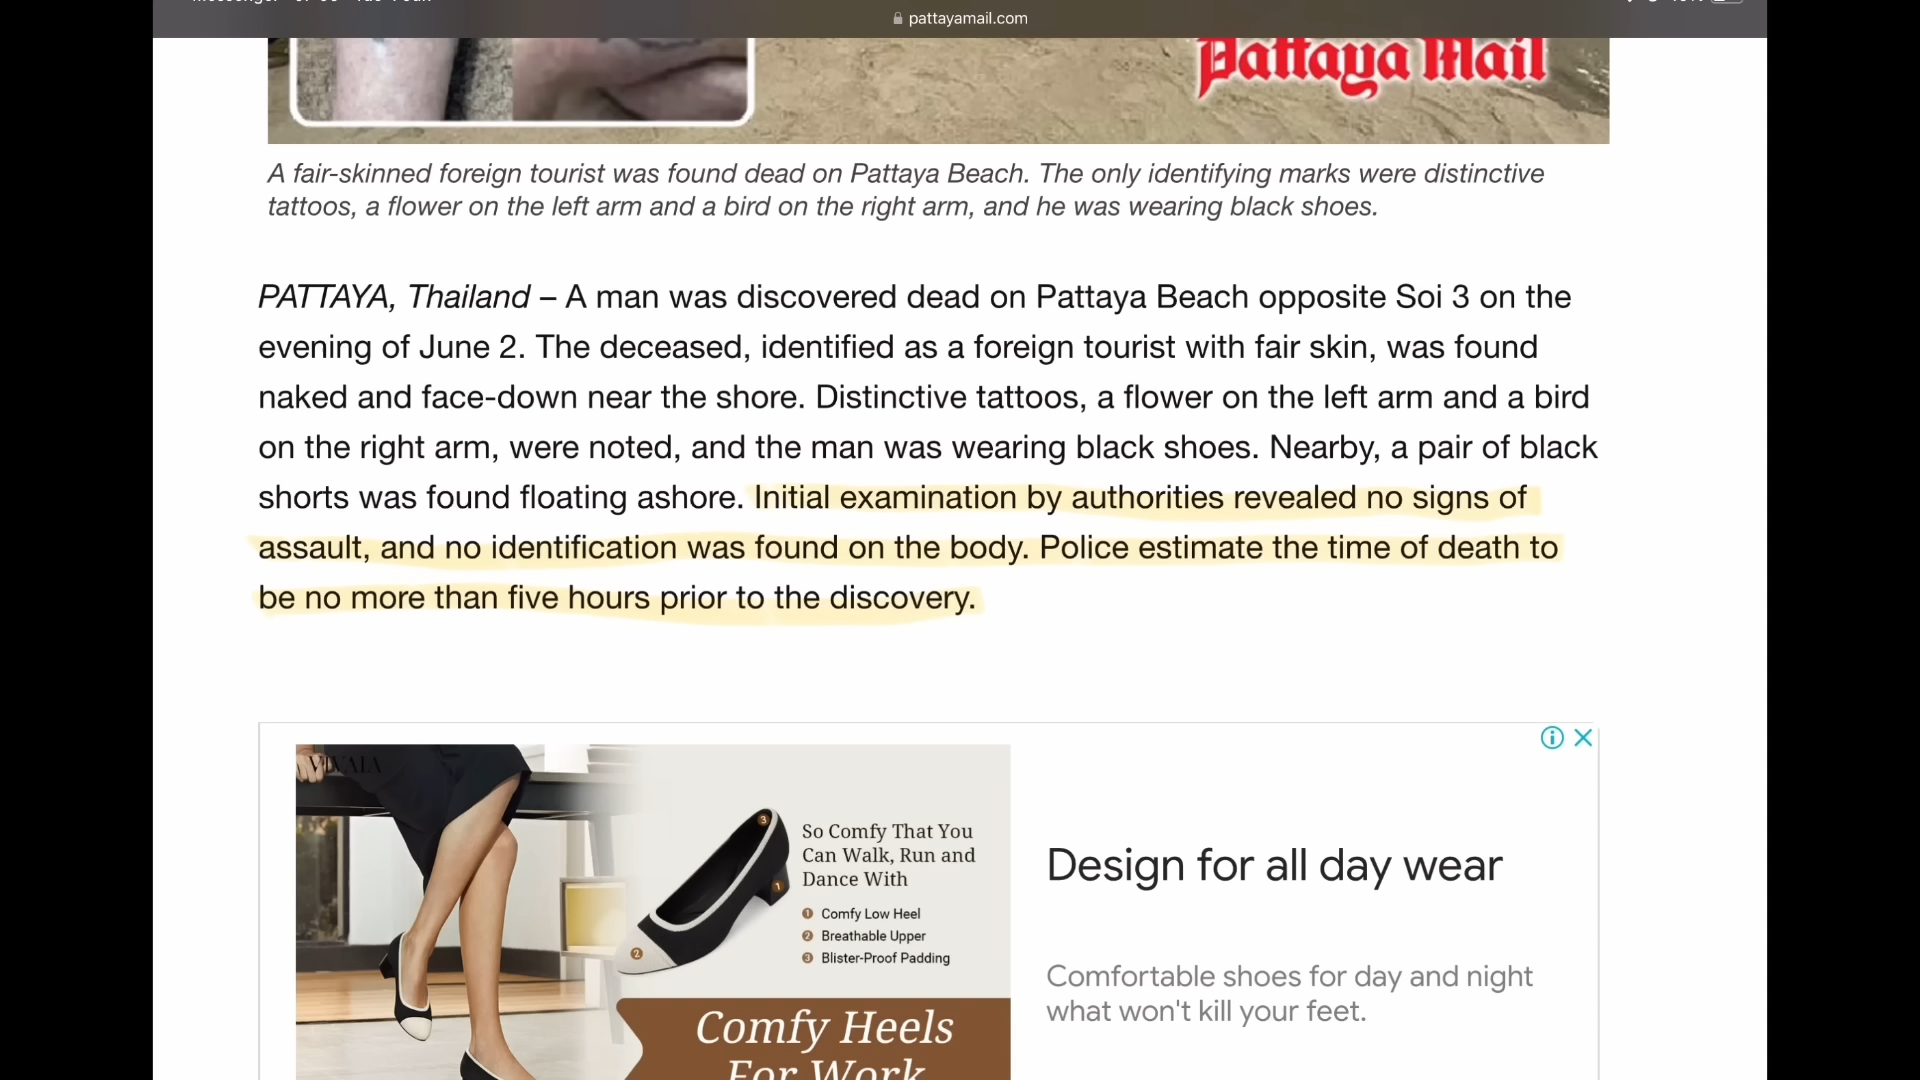 pattayamail.com
Pattaya Mail
A fair-skinned foreign tourist was found dead on Pattaya Beach. The only identifying marks were distinctive
tattoos, a flower on the left arm and a bird on the right arm, and he was wearing black shoes.
PATTAYA, Thailand – A man was discovered dead on Pattaya Beach opposite Soi 3 on the
evening of June 2. The deceased, identified as a foreign tourist with fair skin, was found
naked and face-down near the shore. Distinctive tattoos, a flower on the left arm and a bird
on the right arm, were noted, and the man was wearing black shoes. Nearby, a pair of black
shorts was found floating ashore. Initial examination by authorities revealed no signs of
assault, and no identification was found on the body. Police estimate the time of death to
be no more than five hours prior to the discovery.
VIVAIA
3
So Comfy That You
Can Walk, Run and
Dance With
1
1 Comfy Low Heel
2 Breathable Upper
2
3 Blister-Proof Padding
Design for all day wear
Comfortable shoes for day and night
what won't kill your feet.
Comfy Heels
For Work